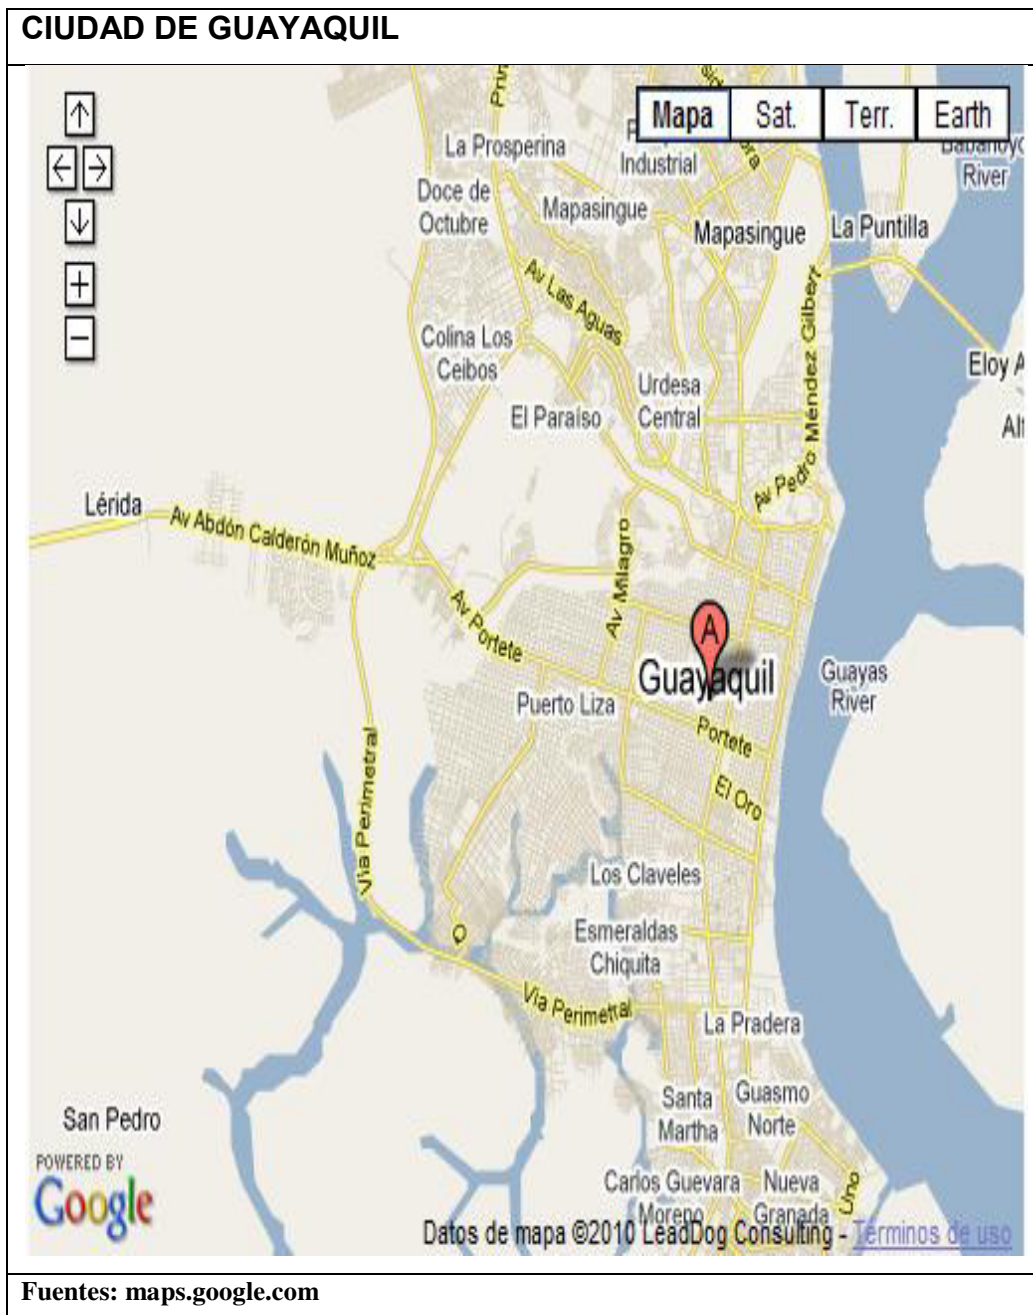 CIUDAD DE GUAYAQUIL
Mapa
Sat.
Terr.
Earth
La Prosperina
Industrial
River
Doce de
Octubre
Mapasingue
Mapasingue
La Puntilla
Av Las Aguas
Colina Los
Ceibos
Av Pedro Méndez Gilbert
Eloy A
Urdesa
Central
El Paraíso
Lérida
Av Abdón Calderón Muñoz
Av Milagro
Av Portete
A
Guayaquil
Guayas
River
Puerto Liza
Portete
Via Perimetral
El Oro
Los Claveles
Esmeraldas
Chiquita
Q
Via Perimetral
La Pradera
Santa
Martha
Guasmo
Norte
San Pedro
POWERED BY
Google
Carlos Guevara
Moreno
Nueva
Granada
Uno
Datos de mapa ©2010 LeadDog Consulting - Términos de uso
Fuentes: maps.google.com